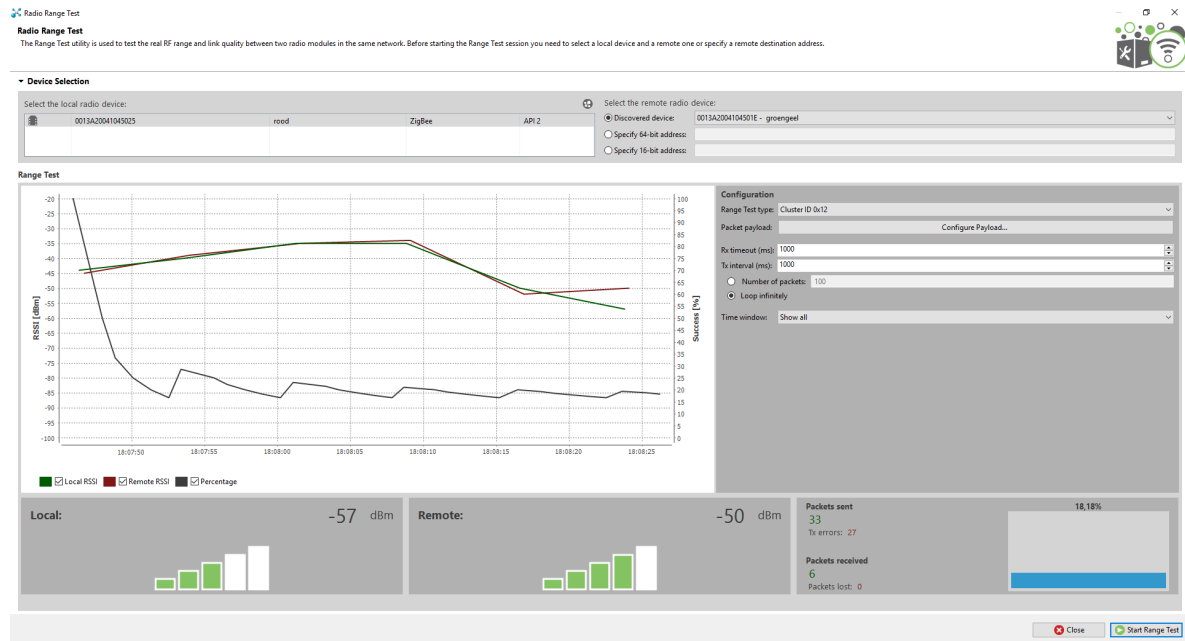 Radio Range Test
Radio Range Test
The Range Test utility is used to test the real RF range and link quality between two radio modules in the same network. Before starting the Range Test session you need to select a local device and a remote one or specify a remote destination address.
Device Selection
Select the local radio device:
0013A20041045025 rood ZigBee API 2
Select the remote radio device:
Discovered device: 0013A2004104501E - groengeel
Specify 64-bit address:
Specify 16-bit address:
Range Test
RSSI [dBm]
-20
-25
-30
-35
-40
-45
-50
-55
-60
-65
-70
-75
-80
-85
-90
-95
-100
18:07:50 18:07:55 18:08:00 18:08:05 18:08:10 18:08:15 18:08:20 18:08:25
100
95
90
85
80
75
70
65
60
55
50
45
40
35
30
25
20
15
10
5
0
Success [%]
Local RSSI Remote RSSI Percentage
Configuration
Range Test type: Cluster ID 0x12
Packet payload: Configure Payload...
Rx timeout (ms): 1000
Tx interval (ms): 1000
Number of packets: 100
Loop infinitely
Time window: Show all
Local: -57 dBm
Remote: -50 dBm
Packets sent
33
Tx errors: 27
Packets received
6
Packets lost: 0
18,18%
Close Start Range Test